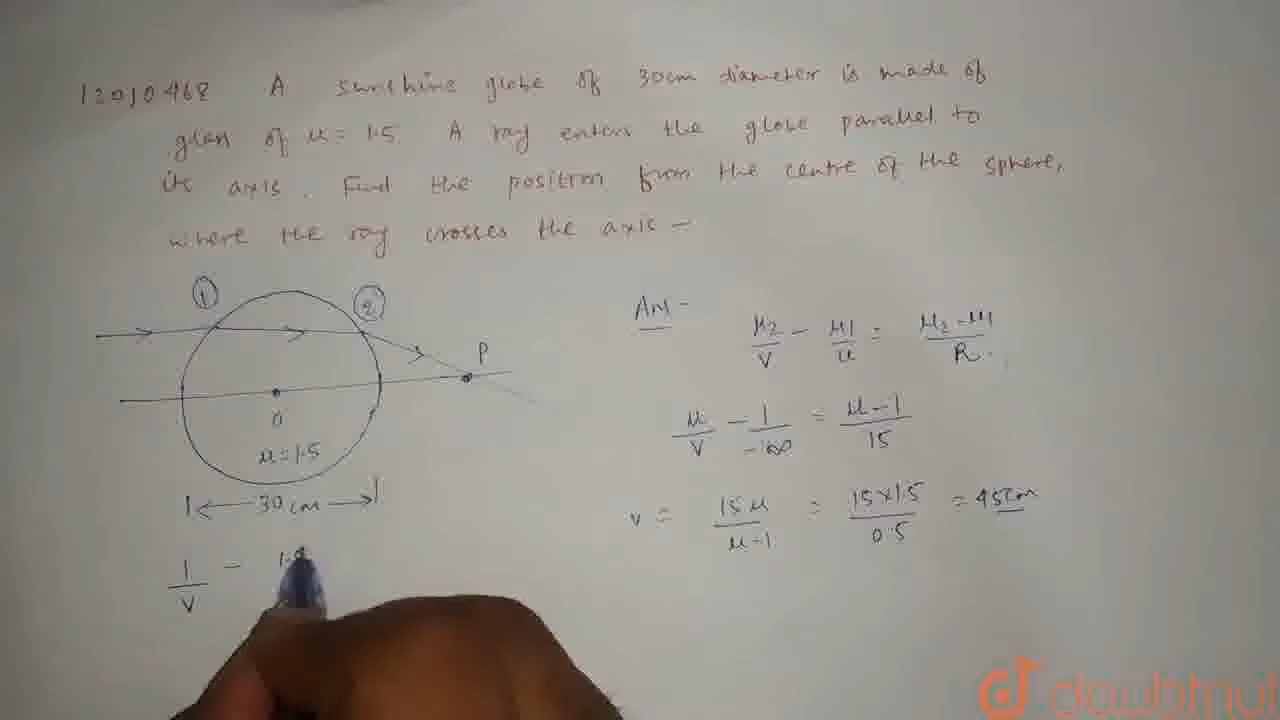 12010468 A sunshine globe of 30cm diameter is made of
glass of μ = 1.5. A ray enters the globe parallel to
its axis. Find the position from the centre of the sphere,
where the ray crosses the axis -
1 2
P
O
μ=1.5
30 cm
1/v -
Ans -
μ2/v - μ1/u = μ2-μ1/R.
μ/v - 1/-∞ = μ-1/15
v = 15μ/μ-1 = 15×1.5/0.5 = 45cm
doubtnut